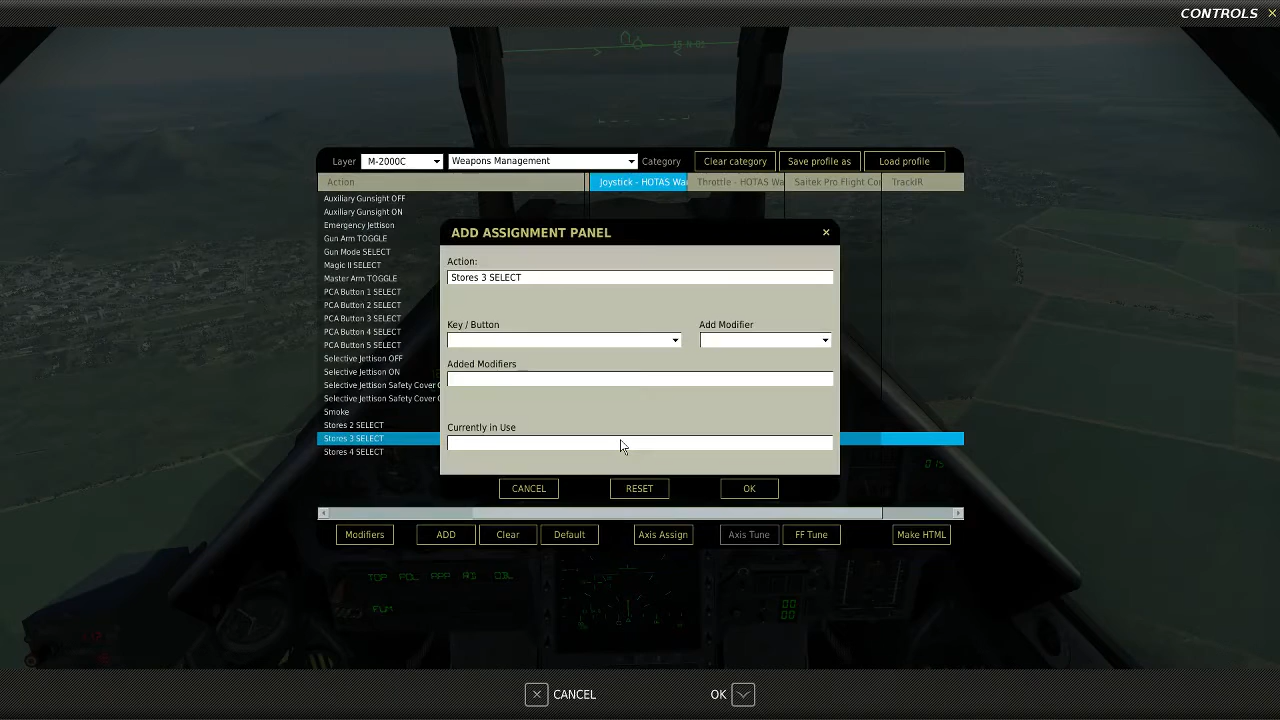 CONTROLS
Layer M-2000C Weapons Management Category Clear category Save profile as Load profile
Action Joystick - HOTAS Wa Throttle - HOTAS Wa Saitek Pro Flight Co TrackIR
Auxiliary Gunsight OFF
Auxiliary Gunsight ON
Emergency Jettison
Gun Arm TOGGLE
Gun Mode SELECT
Magic II SELECT
Master Arm TOGGLE
PCA Button 1 SELECT
PCA Button 2 SELECT
PCA Button 3 SELECT
PCA Button 4 SELECT
PCA Button 5 SELECT
Selective Jettison OFF
Selective Jettison ON
Selective Jettison Safety Cover
Selective Jettison Safety Cover
Smoke
Stores 2 SELECT
Stores 3 SELECT
Stores 4 SELECT
ADD ASSIGNMENT PANEL
Action:
Stores 3 SELECT
Key / Button Add Modifier
Added Modifiers
Currently in Use
CANCEL RESET OK
Modifiers ADD Clear Default Axis Assign Axis Tune FF Tune Make HTML
00
00
CANCEL OK